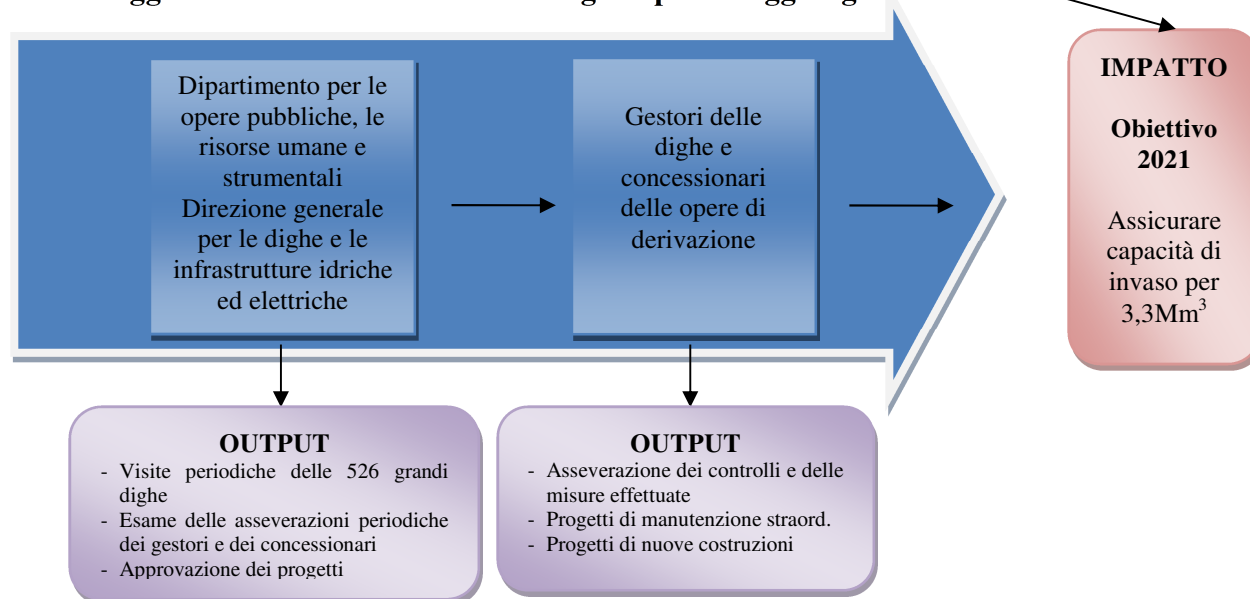 Dipartimento per le
opere pubbliche, le
risorse umane e
strumentali
Direzione generale
per le dighe e le
infrastrutture idriche
ed elettriche
Gestori delle
dighe e
concessionari
delle opere di
derivazione
IMPATTO
Obiettivo
2021
Assicurare
capacità di
invaso per
3,3Mm³
OUTPUT
- Visite periodiche delle 526 grandi
dighe
- Esame delle asseverazioni periodiche
dei gestori e dei concessionari
- Approvazione dei progetti
OUTPUT
- Asseverazione dei controlli e delle
misure effettuate
- Progetti di manutenzione straord.
- Progetti di nuove costruzioni